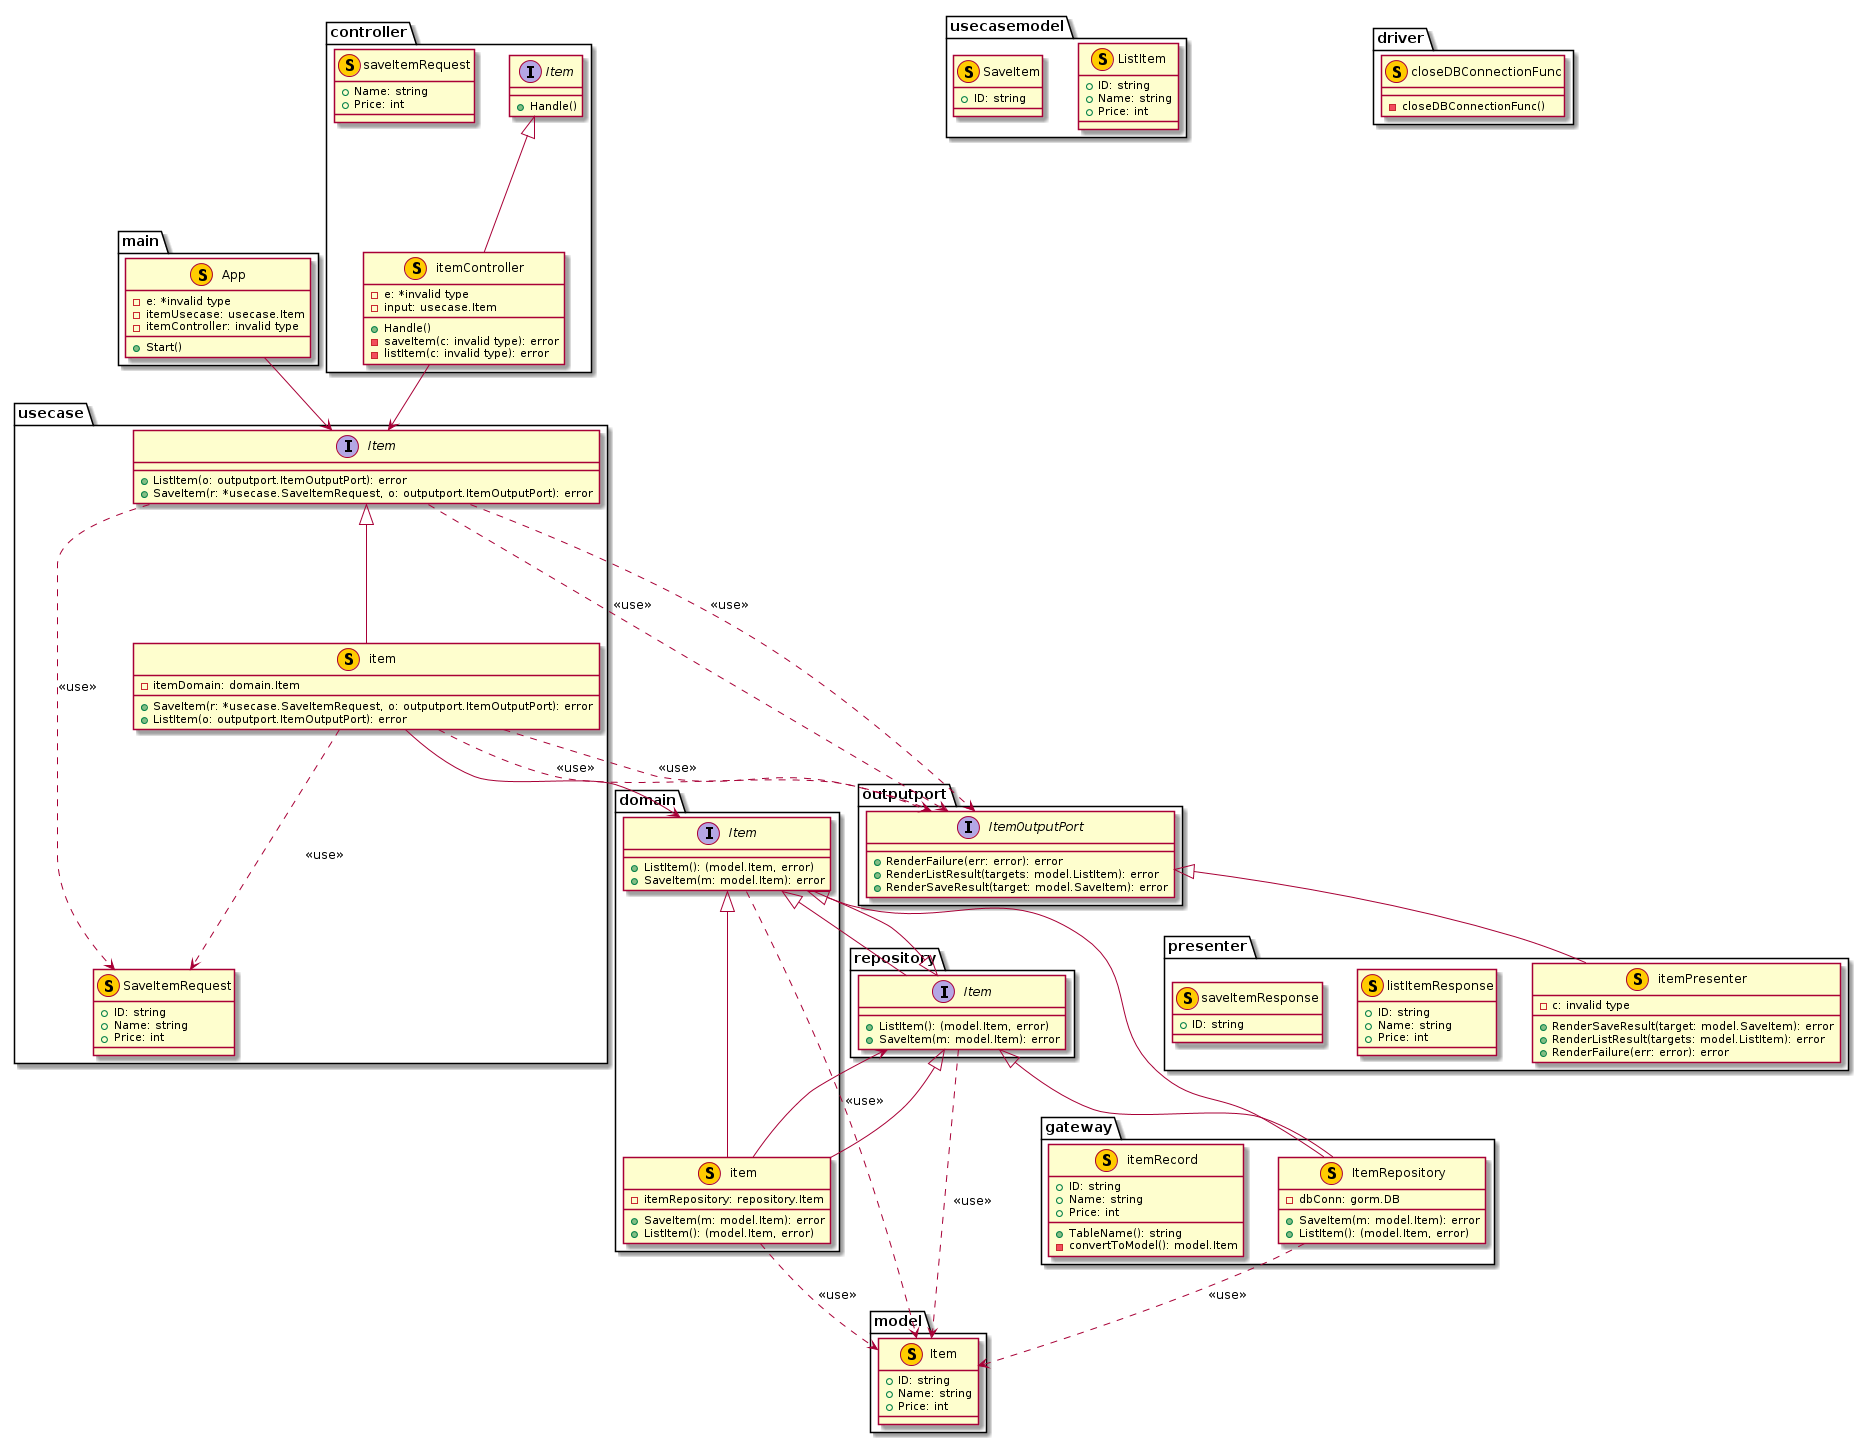 controller
S saveItemRequest
Name: string
Price: int
I Item
Handle()
S itemController
e: *invalid type
input: usecase.Item
Handle()
saveItem(c: invalid type): error
listItem(c: invalid type): error
usecasemodel
S SaveItem
ID: string
S ListItem
ID: string
Name: string
Price: int
driver
S closeDBConnectionFunc
closeDBConnectionFunc()
main
S App
e: *invalid type
itemUsecase: usecase.Item
itemController: invalid type
Start()
usecase
I Item
ListItem(o: outputport.ItemOutputPort): error
SaveItem(r: *usecase.SaveItemRequest, o: outputport.ItemOutputPort): error
«use»
«use»
«use»
S item
itemDomain: domain.Item
SaveItem(r: *usecase.SaveItemRequest, o: outputport.ItemOutputPort): error
ListItem(o: outputport.ItemOutputPort): error
«use»
«use»
«use»
S SaveItemRequest
ID: string
Name: string
Price: int
domain
I Item
ListItem(): (model.Item, error)
SaveItem(m: model.Item): error
S item
itemRepository: repository.Item
SaveItem(m: model.Item): error
ListItem(): (model.Item, error)
outputport
I ItemOutputPort
RenderFailure(err: error): error
RenderListResult(targets: model.ListItem): error
RenderSaveResult(target: model.SaveItem): error
repository
I Item
ListItem(): (model.Item, error)
SaveItem(m: model.Item): error
«use»
«use»
presenter
S saveItemResponse
ID: string
S listItemResponse
ID: string
Name: string
Price: int
S itemPresenter
c: invalid type
RenderSaveResult(target: model.SaveItem): error
RenderListResult(targets: model.ListItem): error
RenderFailure(err: error): error
gateway
S itemRecord
ID: string
Name: string
Price: int
TableName(): string
convertToModel(): model.Item
S ItemRepository
dbConn: gorm.DB
SaveItem(m: model.Item): error
ListItem(): (model.Item, error)
«use»
«use»
model
S Item
ID: string
Name: string
Price: int